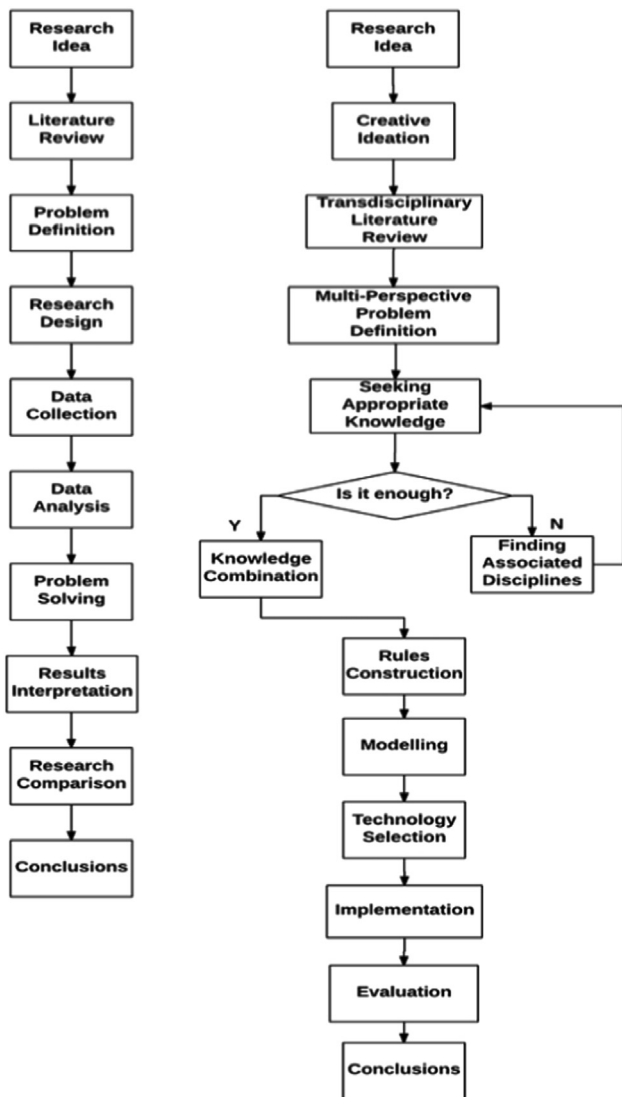 Research
Idea
Literature
Review
Problem
Definition
Research
Design
Data
Collection
Data
Analysis
Problem
Solving
Results
Interpretation
Research
Comparison
Conclusions
Research
Idea
Creative
Ideation
Transdisciplinary
Literature
Review
Multi-Perspective
Problem
Definition
Seeking
Appropriate
Knowledge
Is it enough?
Y
N
Knowledge
Combination
Finding
Associated
Disciplines
Rules
Construction
Modelling
Technology
Selection
Implementation
Evaluation
Conclusions